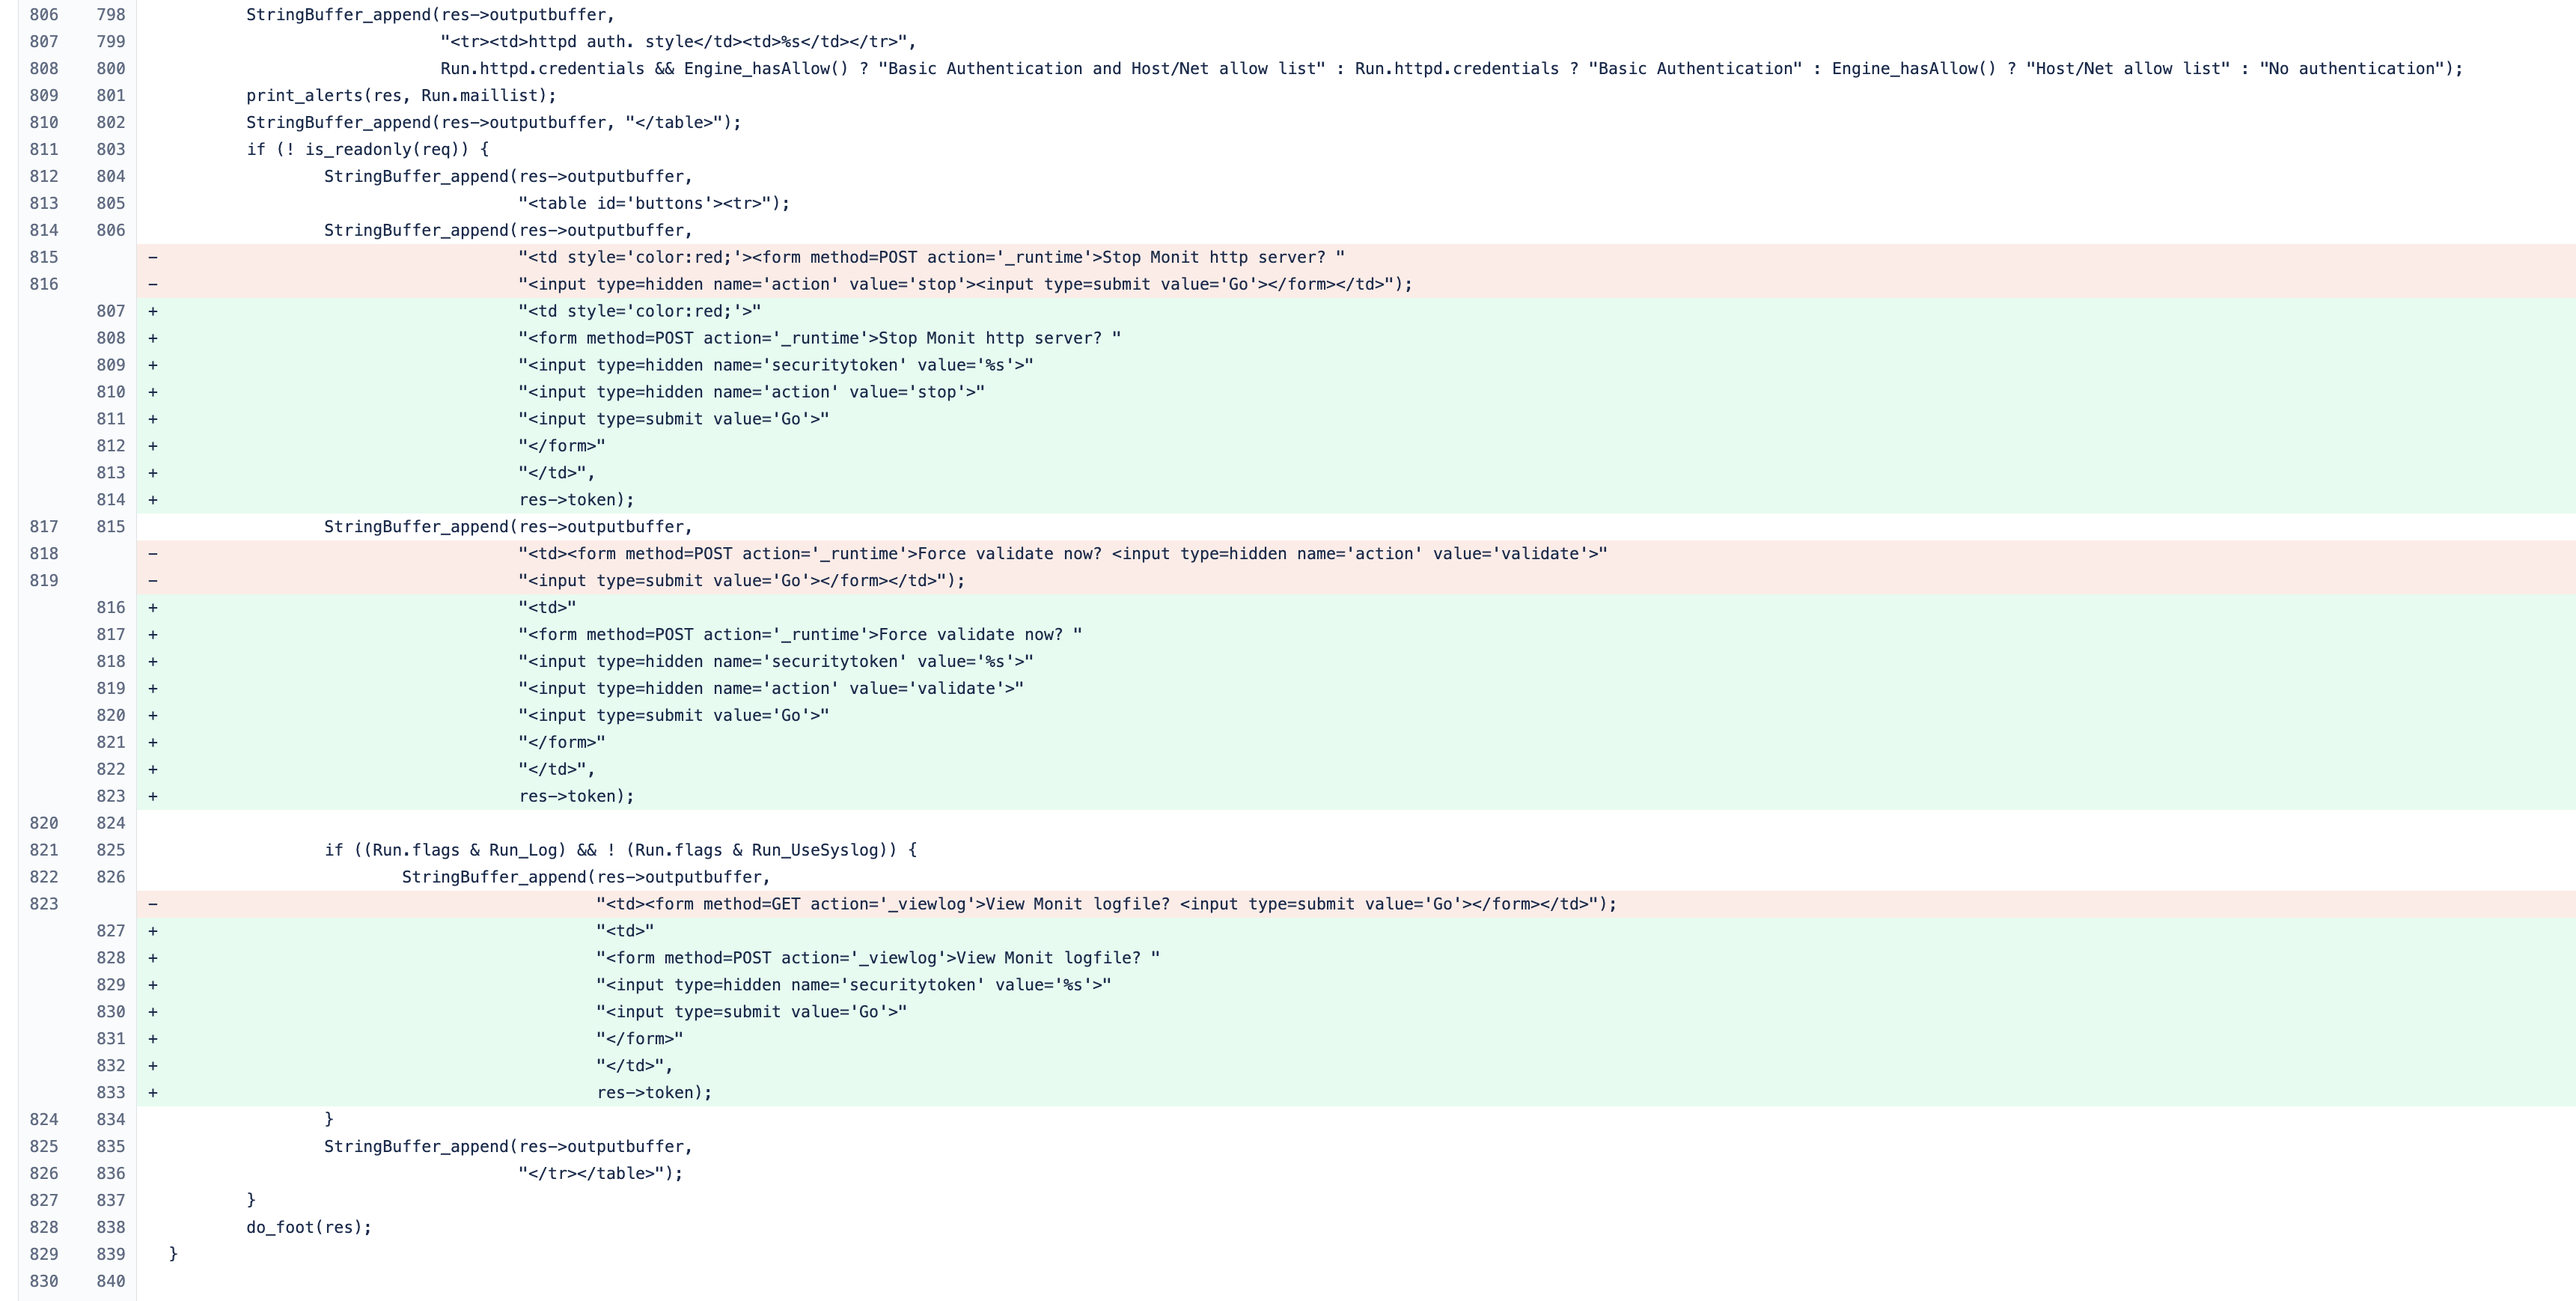 806 798 StringBuffer_append(res->outputbuffer,
807 799 "<tr><td>httpd auth. style</td><td>%s</td></tr>",
808 800 Run.httpd.credentials && Engine_hasAllow() ? "Basic Authentication and Host/Net allow list" : Run.httpd.credentials ? "Basic Authentication" : Engine_hasAllow() ? "Host/Net allow list" : "No authentication");
809 801 print_alerts(res, Run.maillist);
810 802 StringBuffer_append(res->outputbuffer, "</table>");
811 803 if (! is_readonly(req)) {
812 804 StringBuffer_append(res->outputbuffer,
813 805 "<table id='buttons'><tr>");
814 806 StringBuffer_append(res->outputbuffer,
815 - "<td style='color:red;'><form method=POST action='_runtime'>Stop Monit http server? "
816 - "<input type=hidden name='action' value='stop'><input type=submit value='Go'></form></td>");
807 + "<td style='color:red;'>"
808 + "<form method=POST action='_runtime'>Stop Monit http server? "
809 + "<input type=hidden name='securitytoken' value='%s'>"
810 + "<input type=hidden name='action' value='stop'>"
811 + "<input type=submit value='Go'>"
812 + "</form>"
813 + "</td>",
814 + res->token);
817 815 StringBuffer_append(res->outputbuffer,
818 - "<td><form method=POST action='_runtime'>Force validate now? <input type=hidden name='action' value='validate'>"
819 - "<input type=submit value='Go'></form></td>");
816 + "<td>"
817 + "<form method=POST action='_runtime'>Force validate now? "
818 + "<input type=hidden name='securitytoken' value='%s'>"
819 + "<input type=hidden name='action' value='validate'>"
820 + "<input type=submit value='Go'>"
821 + "</form>"
822 + "</td>",
823 + res->token);
820 824
821 825 if ((Run.flags & Run_Log) && ! (Run.flags & Run_UseSyslog)) {
822 826 StringBuffer_append(res->outputbuffer,
823 - "<td><form method=GET action='_viewlog'>View Monit logfile? <input type=submit value='Go'></form></td>");
827 + "<td>"
828 + "<form method=POST action='_viewlog'>View Monit logfile? "
829 + "<input type=hidden name='securitytoken' value='%s'>"
830 + "<input type=submit value='Go'>"
831 + "</form>"
832 + "</td>",
833 + res->token);
824 834 }
825 835 StringBuffer_append(res->outputbuffer,
826 836 "</tr></table>");
827 837 }
828 838 do_foot(res);
829 839 }
830 840